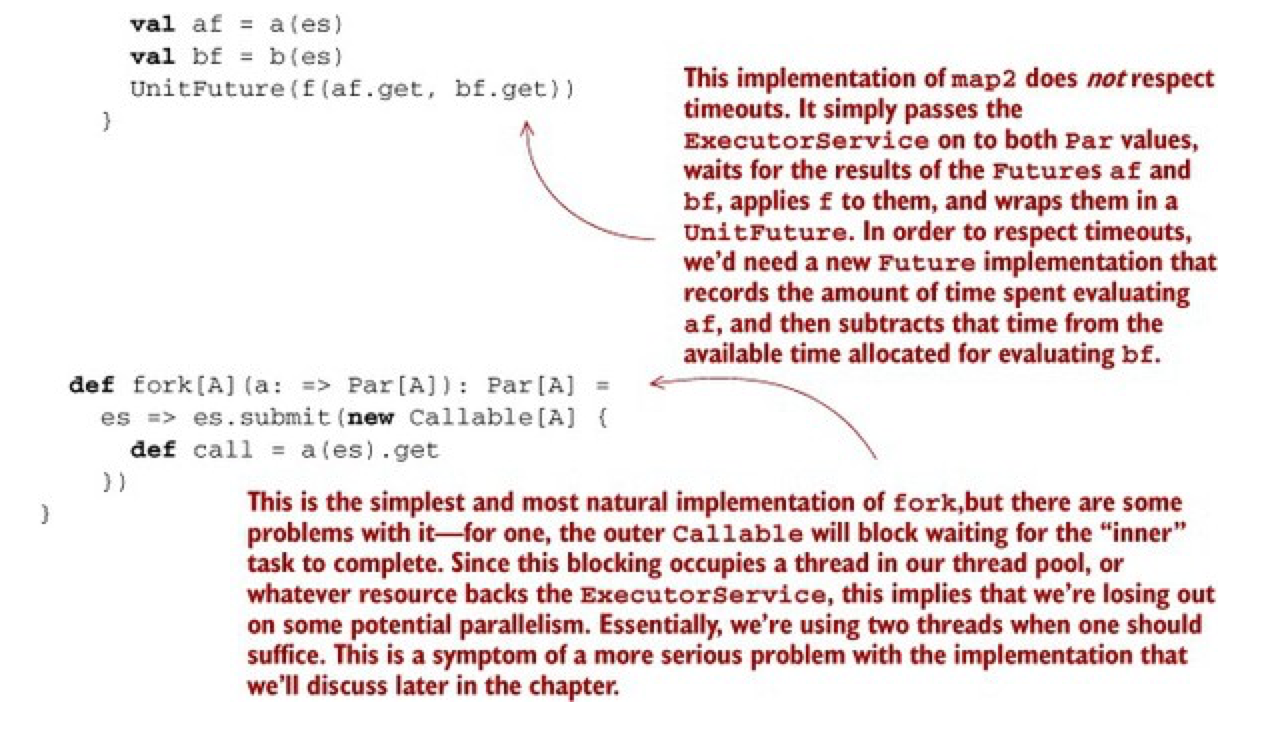 val af = a(es)
val bf = b(es)
UnitFuture(f(af.get, bf.get))
}
This implementation of map2 does not respect
timeouts. It simply passes the
ExecutorService on to both Par values,
waits for the results of the Futures af and
bf, applies f to them, and wraps them in a
UnitFuture. In order to respect timeouts,
we'd need a new Future implementation that
records the amount of time spent evaluating
af, and then subtracts that time from the
available time allocated for evaluating bf.
def fork[A](a: => Par[A]): Par[A] =
es => es.submit(new Callable[A] {
def call = a(es).get
})
}
This is the simplest and most natural implementation of fork,but there are some
problems with it—for one, the outer Callable will block waiting for the “inner”
task to complete. Since this blocking occupies a thread in our thread pool, or
whatever resource backs the ExecutorService, this implies that we're losing out
on some potential parallelism. Essentially, we're using two threads when one should
suffice. This is a symptom of a more serious problem with the implementation that
we'll discuss later in the chapter.